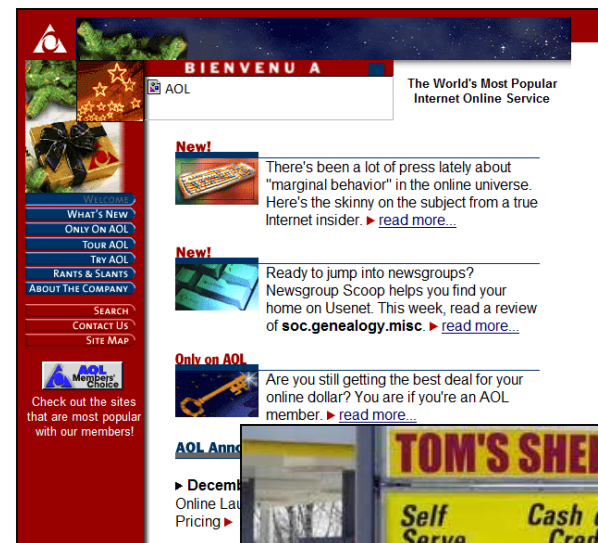 BIENVENU A
AOL
The World's Most Popular
Internet Online Service
WELCOME
WHAT'S NEW
ONLY ON AOL
TOUR AOL
TRY AOL
RANTS & SLANTS
ABOUT THE COMPANY
SEARCH
CONTACT US
SITE MAP
AOL
Members'
Choice
Check out the sites
that are most popular
with our members!
New!
There's been a lot of press lately about
"marginal behavior" in the online universe.
Here's the skinny on the subject from a true
Internet insider. ▶ read more...
New!
Ready to jump into newsgroups?
Newsgroup Scoop helps you find your
home on Usenet. This week, read a review
of soc.genealogy.misc. ▶ read more...
Only on AOL
Are you still getting the best deal for your
online dollar? You are if you're an AOL
member. ▶ read more...
AOL Anno
▶ Decemb
Online Lau
Pricing ▶
TOM'S SHEL
Self
Serve
Cash
Cred